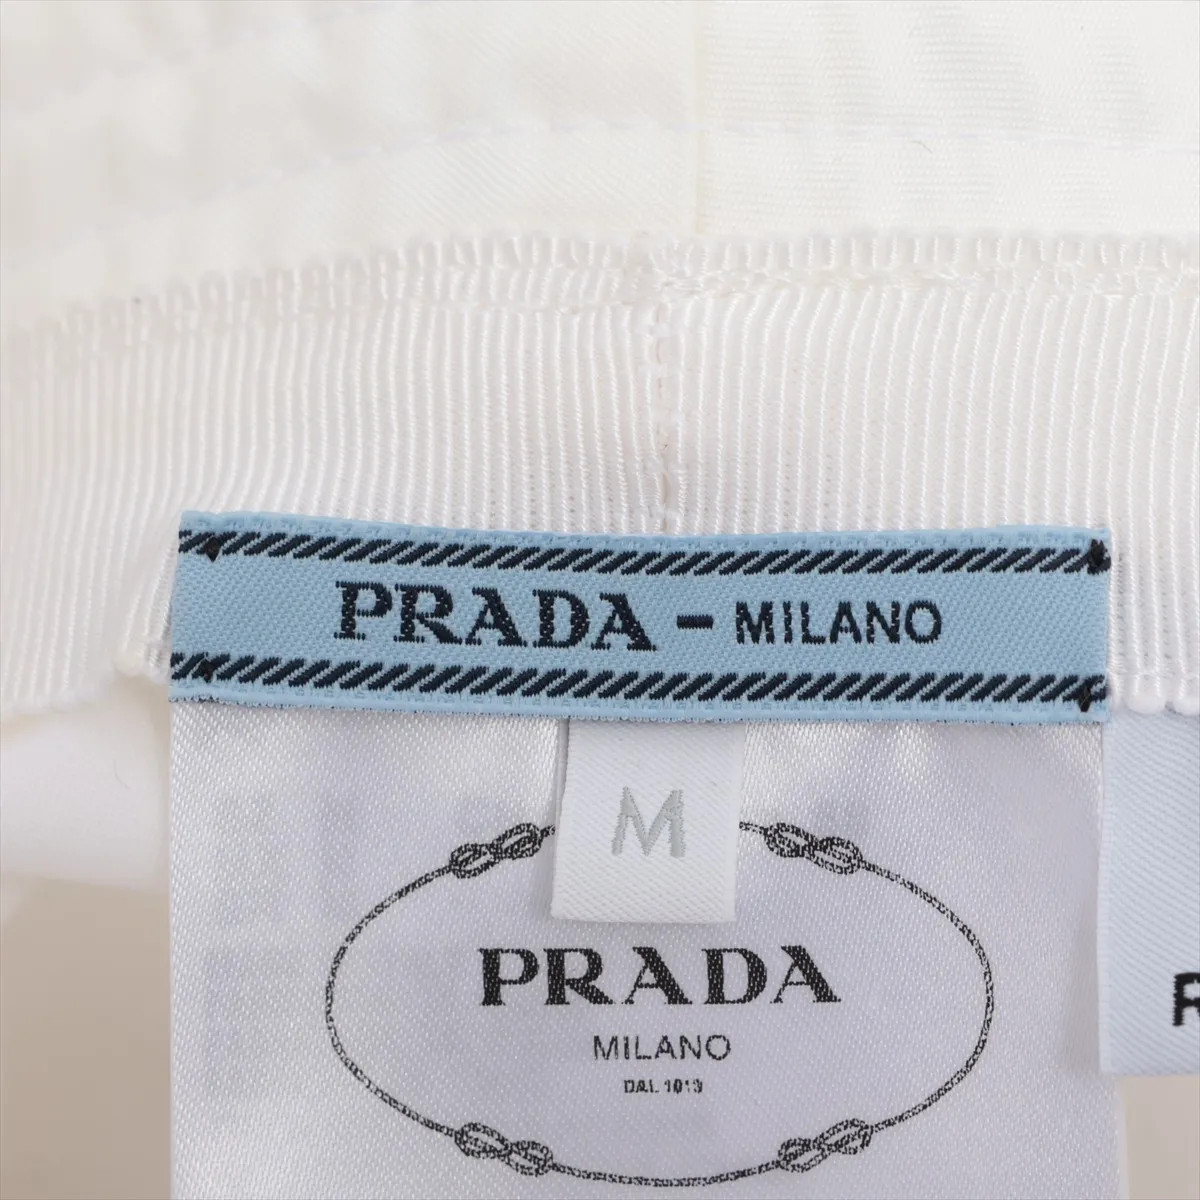 PRADA - MILANO
M
PRADA
MILANO
DAL 1913
R